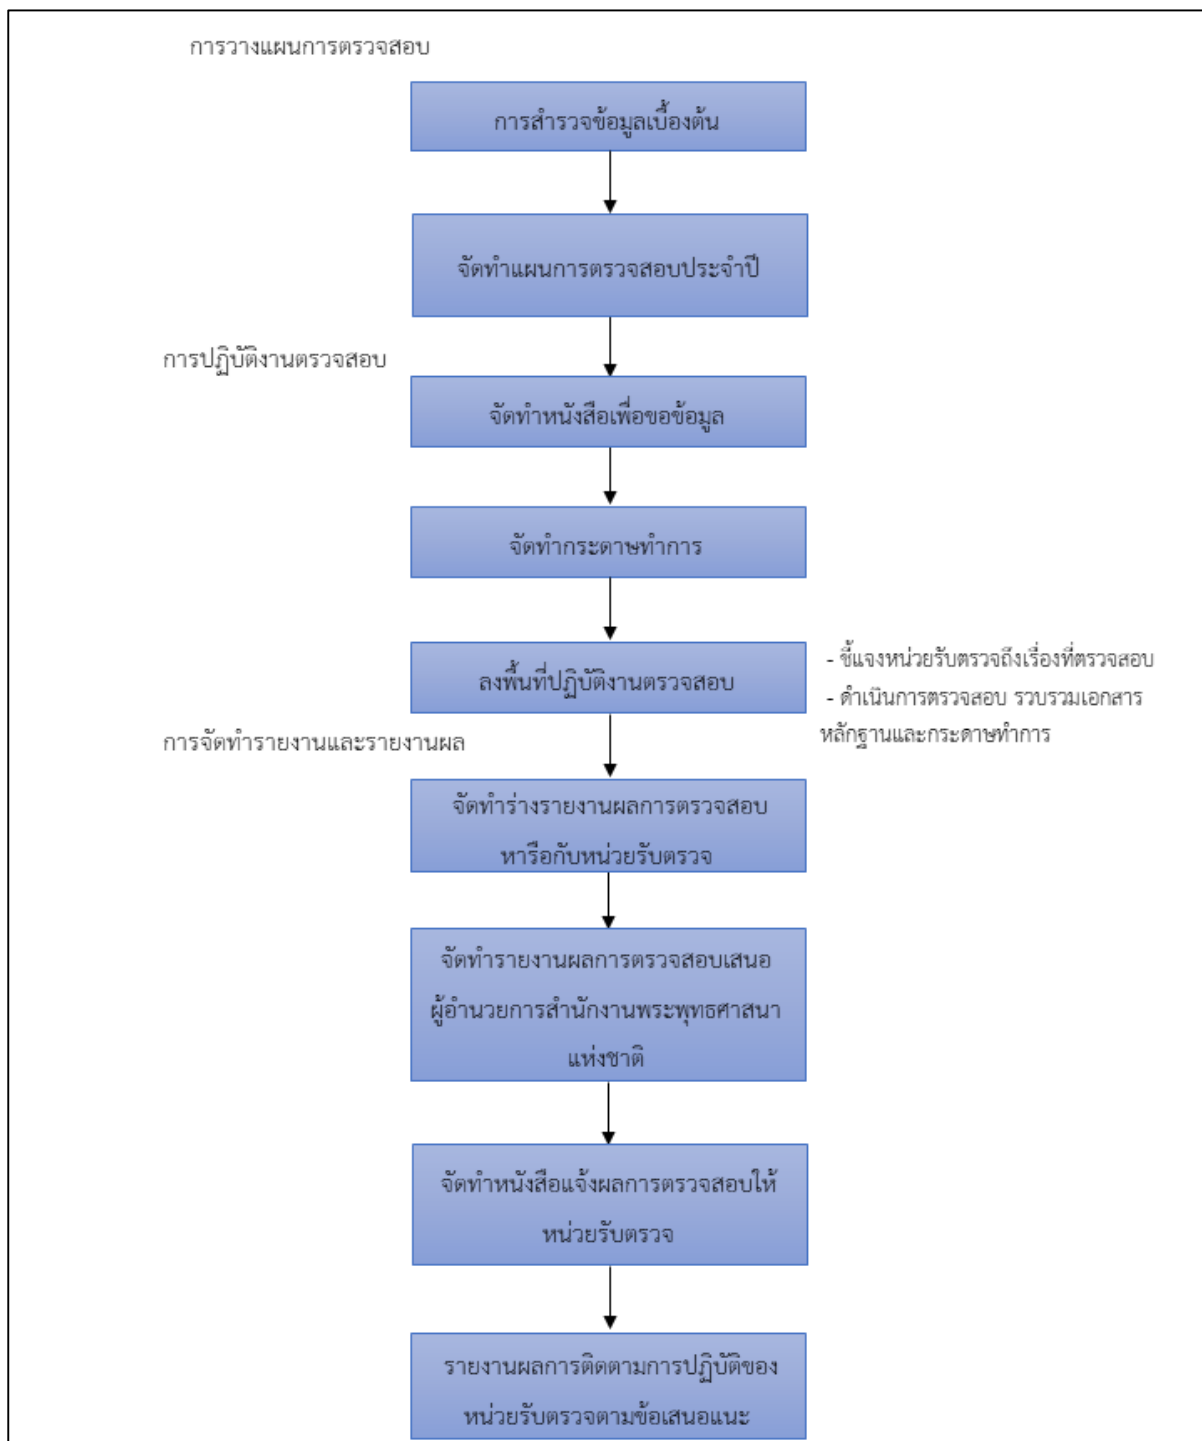 การวางแผนการตรวจสอบ
การสำรวจข้อมูลเบื้องต้น
จัดทำแผนการตรวจสอบประจำปี
การปฏิบัติงานตรวจสอบ
จัดทำหนังสือเพื่อขอข้อมูล
จัดทำกระดาษทำการ
ลงพื้นที่ปฏิบัติงานตรวจสอบ
- ชี้แจงหน่วยรับตรวจถึงเรื่องที่ตรวจสอบ
- ดำเนินการตรวจสอบ รวบรวมเอกสาร
หลักฐานและกระดาษทำการ
การจัดทำรายงานและรายงานผล
จัดทำร่างรายงานผลการตรวจสอบ
หารือกับหน่วยรับตรวจ
จัดทำรายงานผลการตรวจสอบเสนอ
ผู้อำนวยการสำนักงานพระพุทธศาสนา
แห่งชาติ
จัดทำหนังสือแจ้งผลการตรวจสอบให้
หน่วยรับตรวจ
รายงานผลการติดตามการปฏิบัติของ
หน่วยรับตรวจตามข้อเสนอแนะ